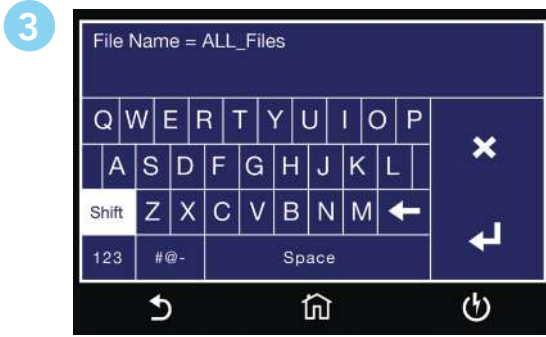 3
File Name = ALL_Files
Q W E R T Y U I O P
A S D F G H J K L
Shift Z X C V B N M
123 #@- Space